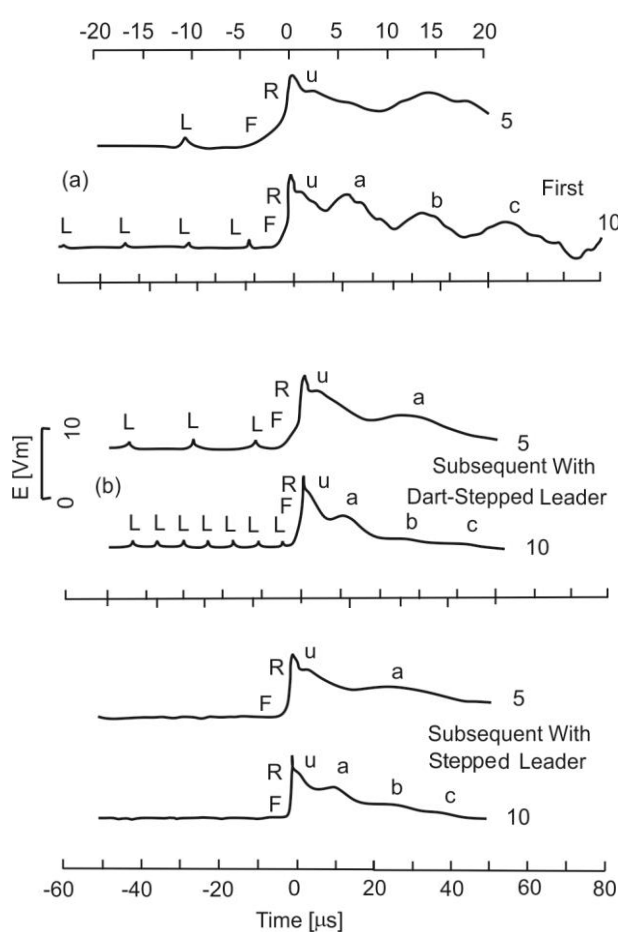 -20 -15 -10 -5 0 5 10 15 20
u
R
L F 5
(a) u a First
R b c
L L L L F 10
u
R a
L L L F 5
E [Vm] 10 0
(b) Subsequent With
R u a Dart-Stepped Leader
F
L L L L L L L b c
10
u
R a
F 5
Subsequent With
Stepped Leader
R u a
F b c
10
-60 -40 -20 0 20 40 60 80
Time [μs]